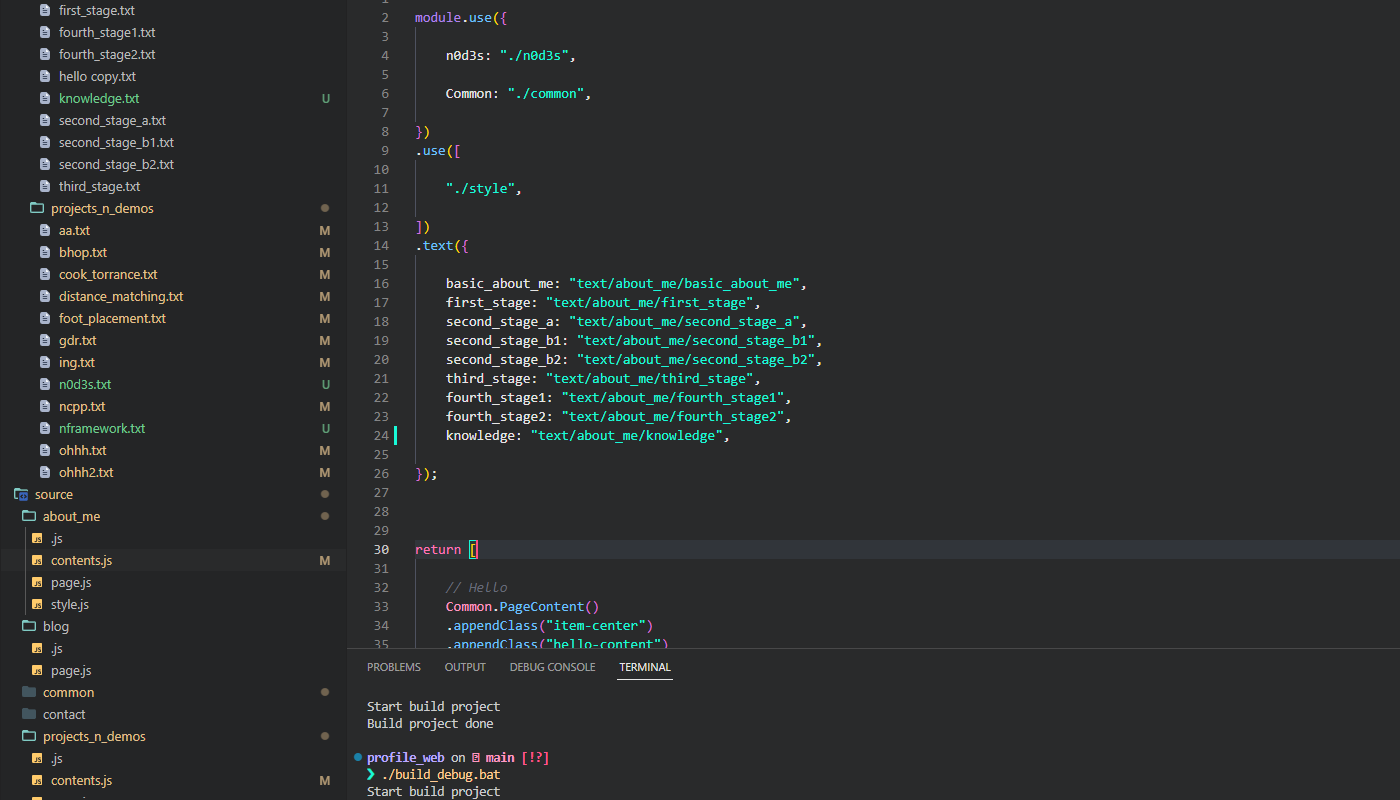 first_stage.txt
fourth_stage1.txt
fourth_stage2.txt
hello copy.txt
knowledge.txt U
second_stage_a.txt
second_stage_b1.txt
second_stage_b2.txt
third_stage.txt
projects_n_demos
aa.txt M
bhop.txt M
cook_torrance.txt M
distance_matching.txt M
foot_placement.txt M
gdr.txt M
ing.txt M
n0d3s.txt U
ncpp.txt M
nframework.txt U
ohhh.txt M
ohhh2.txt M
source
about_me
JS .js
JS contents.js M
JS page.js
JS style.js
blog
JS .js
JS page.js
common
contact
projects_n_demos
JS .js
JS contents.js M
1
2 module.use({
3
4 n0d3s: "./n0d3s",
5
6 Common: "./common",
7
8 })
9 .use([
10
11 "./style",
12
13 ])
14 .text({
15
16 basic_about_me: "text/about_me/basic_about_me",
17 first_stage: "text/about_me/first_stage",
18 second_stage_a: "text/about_me/second_stage_a",
19 second_stage_b1: "text/about_me/second_stage_b1",
20 second_stage_b2: "text/about_me/second_stage_b2",
21 third_stage: "text/about_me/third_stage",
22 fourth_stage1: "text/about_me/fourth_stage1",
23 fourth_stage2: "text/about_me/fourth_stage2",
24 knowledge: "text/about_me/knowledge",
25
26 });
27
28
29
30 return [
31
32 // Hello
33 Common.PageContent()
34 .appendClass("item-center")
35 .appendClass("hello-content")
PROBLEMS OUTPUT DEBUG CONSOLE TERMINAL
Start build project
Build project done
profile_web on main [!?]
❯ ./build_debug.bat
Start build project